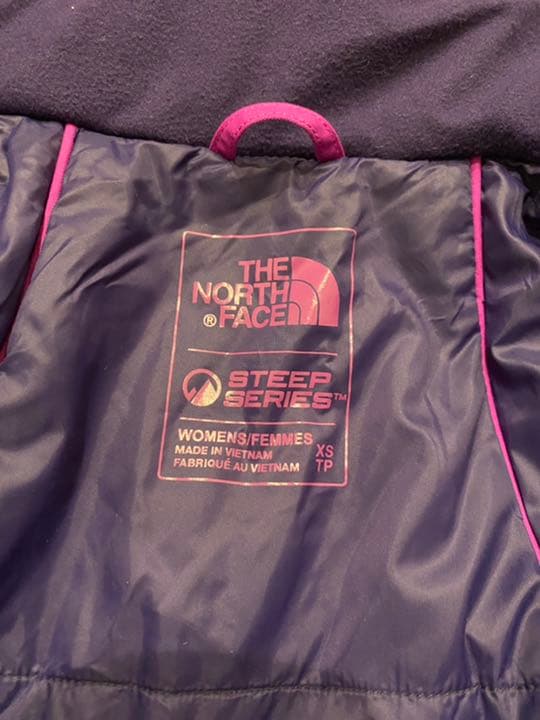 THE
NORTH
® FACE
STEEP
SERIES™
WOMENS/FEMMES
MADE IN VIETNAM XS
FABRIQUÉ AU VIETNAM TP